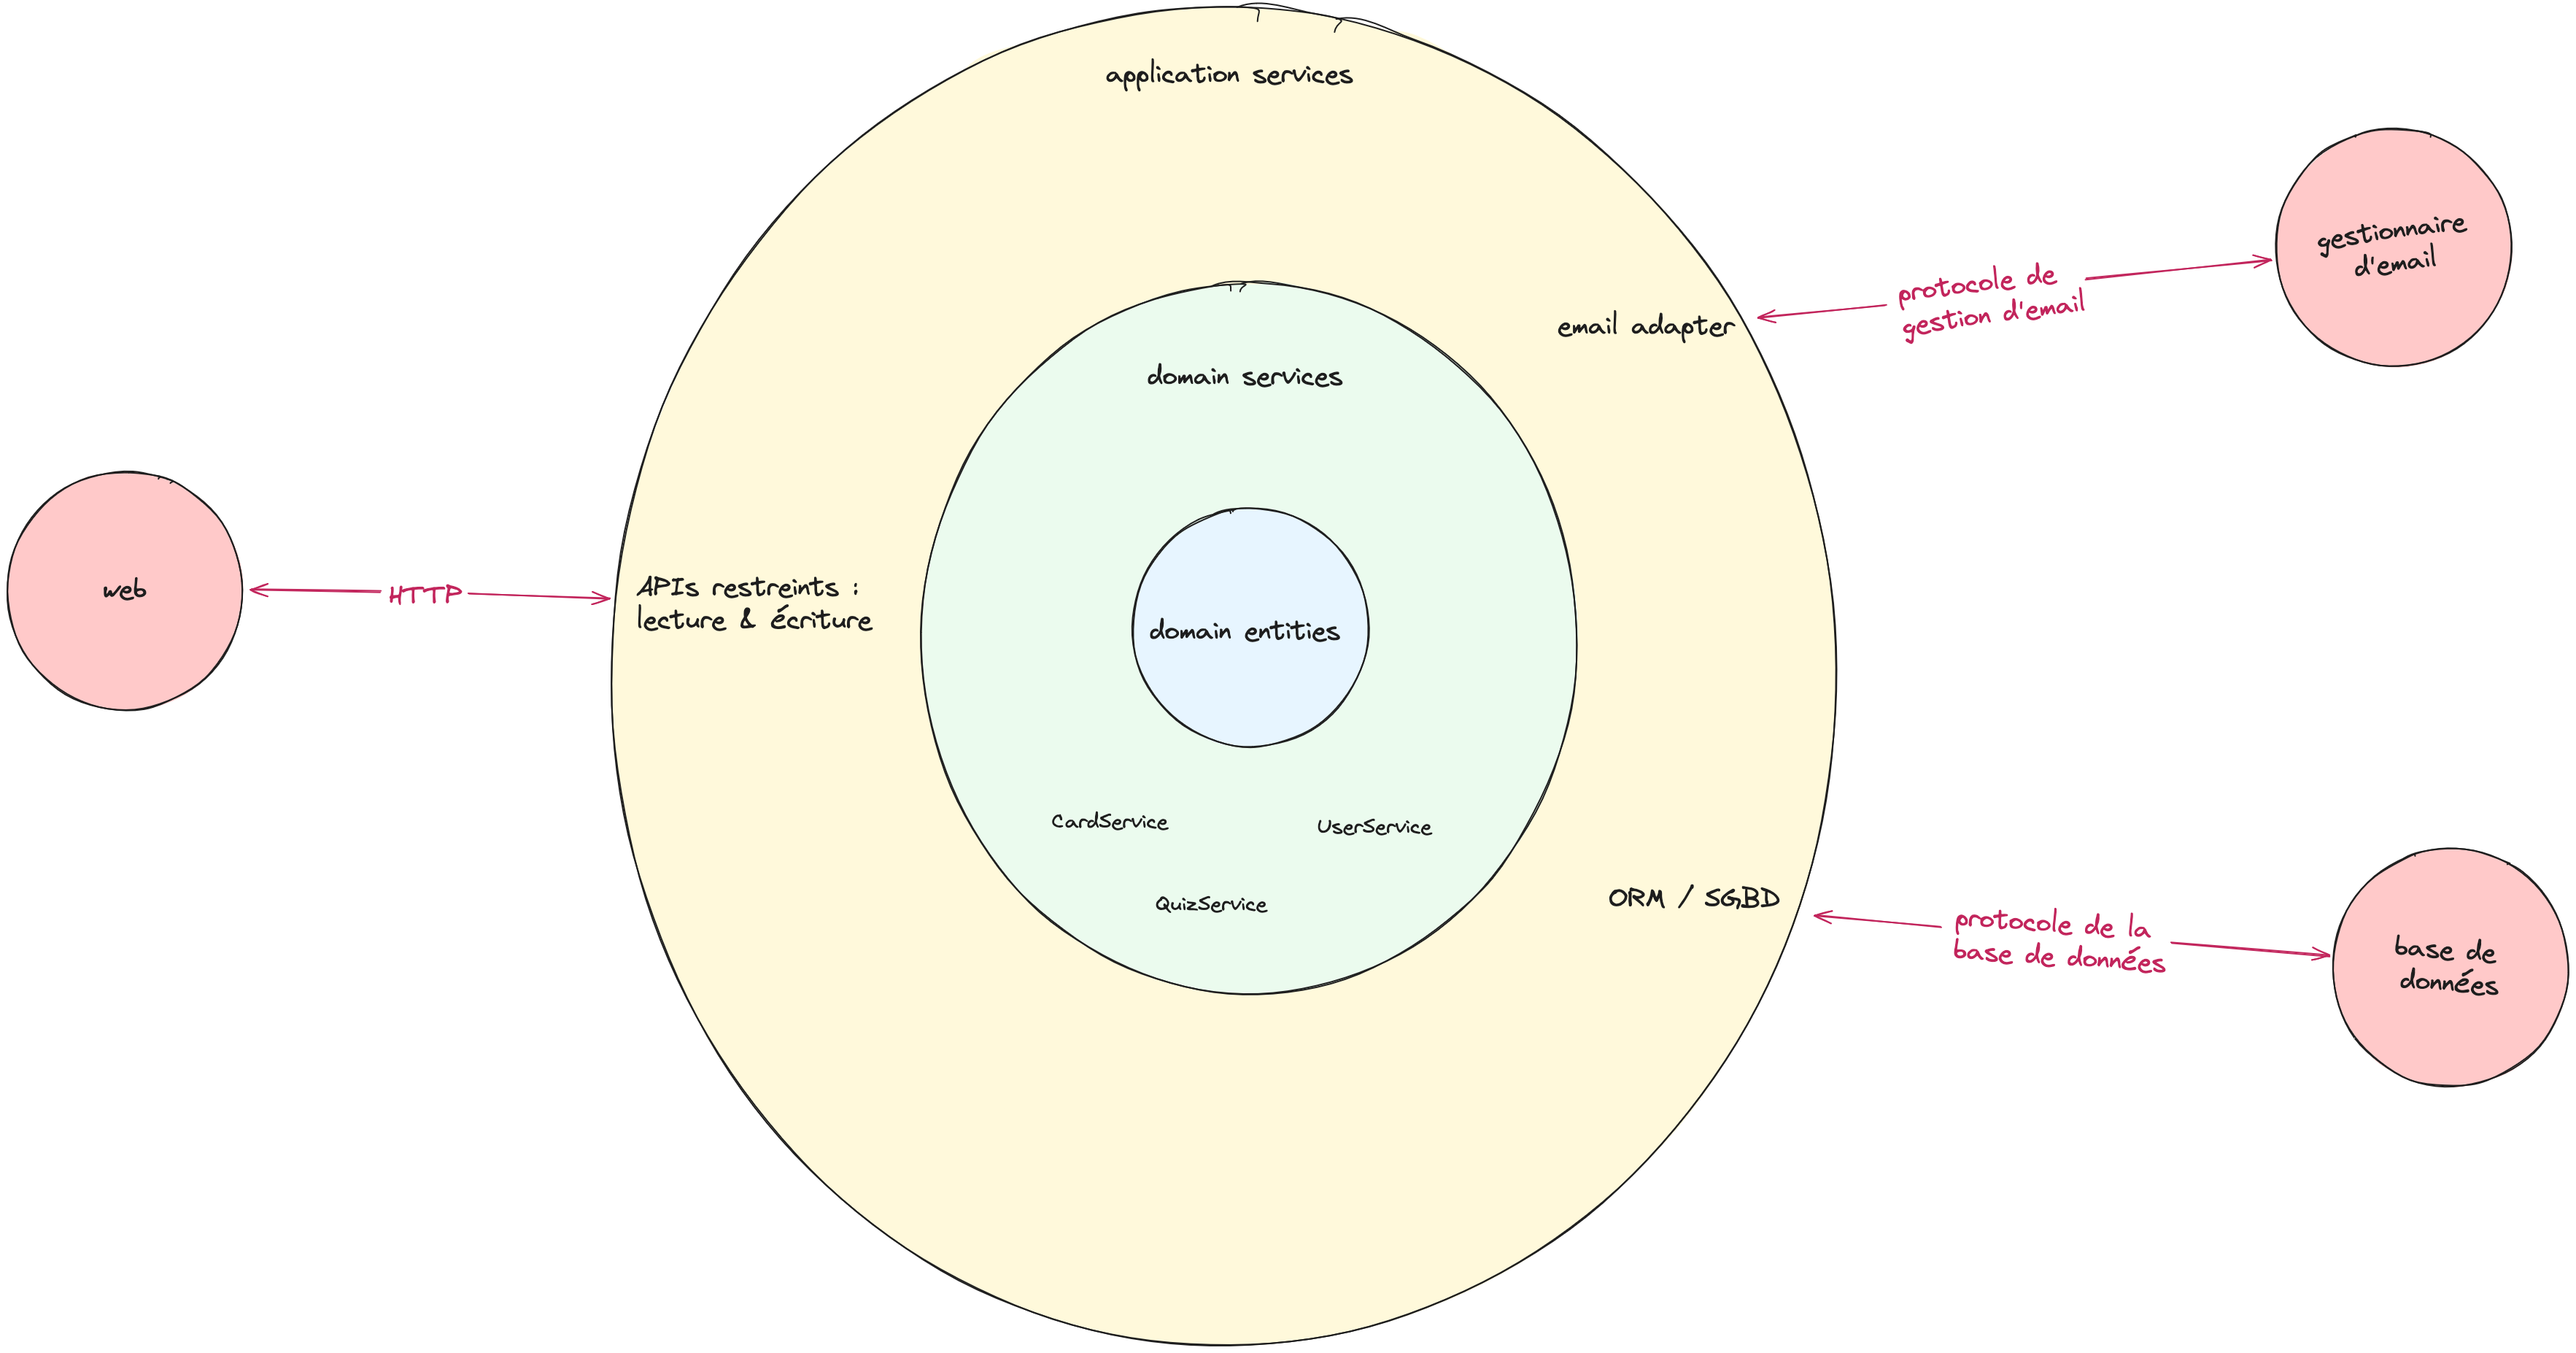 application services
gestionnaire
d'email
protocole de
gestion d'email
email adapter
domain services
web
HTTP
APIs restreints :
lecture & écriture
domain entities
CardService
UserService
QuizService
ORM / SGBD
protocole de la
base de données
base de
données